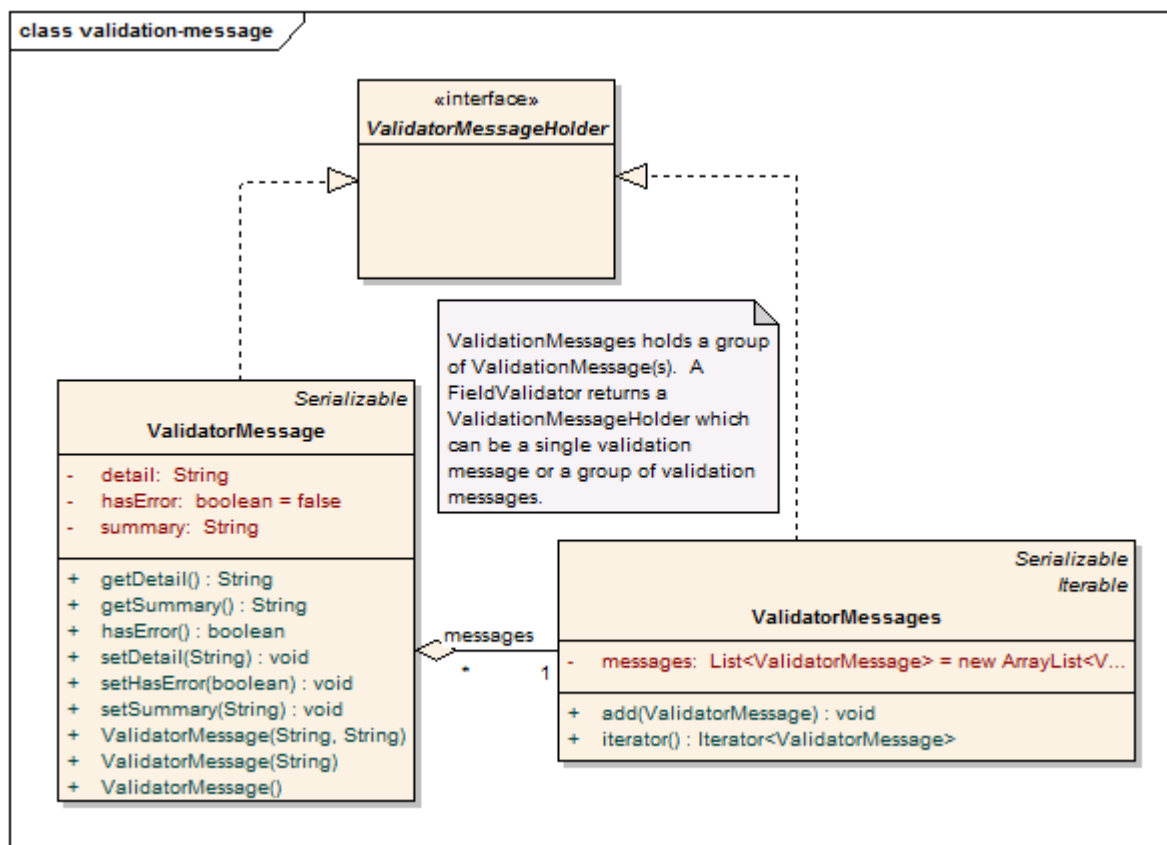 class validation-message
«interface»
ValidatorMessageHolder
ValidationMessages holds a group
of ValidationMessage(s). A
FieldValidator returns a
ValidationMessageHolder which
can be a single validation
message or a group of validation
messages.
Serializable
ValidatorMessage
- detail: String
- hasError: boolean = false
- summary: String
+ getDetail() : String
+ getSummary() : String
+ hasError() : boolean
+ setDetail(String) : void
+ setHasError(boolean) : void
+ setSummary(String) : void
+ ValidatorMessage(String, String)
+ ValidatorMessage(String)
+ ValidatorMessage()
messages
* 1
Serializable
Iterable
ValidatorMessages
- messages: List<ValidatorMessage> = new ArrayList<V...
+ add(ValidatorMessage) : void
+ iterator() : Iterator<ValidatorMessage>